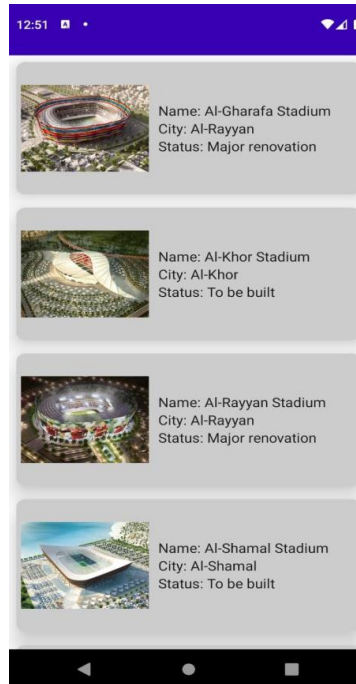 12:51
Name: Al-Gharafa Stadium
City: Al-Rayyan
Status: Major renovation
Name: Al-Khor Stadium
City: Al-Khor
Status: To be built
Name: Al-Rayyan Stadium
City: Al-Rayyan
Status: Major renovation
Name: Al-Shamal Stadium
City: Al-Shamal
Status: To be built